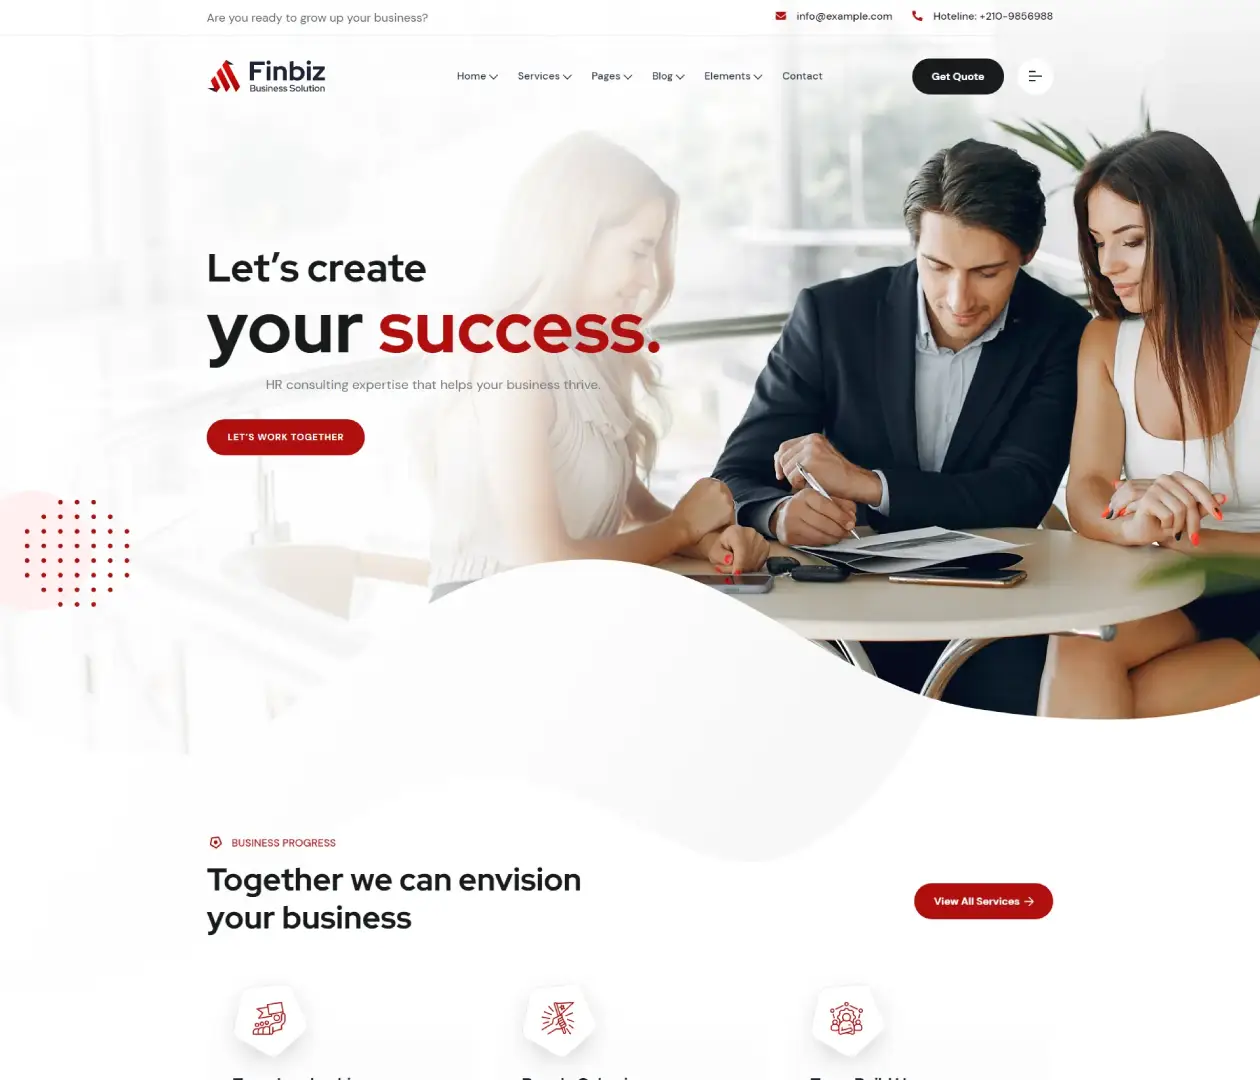 Are you ready to grow up your business?
info@example.com
Hoteline: +210-9856988
Finbiz
Business Solution
Home
Services
Pages
Blog
Elements
Contact
Get Quote
Let’s create
your success.
HR consulting expertise that helps your business thrive.
LET’S WORK TOGETHER
BUSINESS PROGRESS
Together we can envision
your business
View All Services